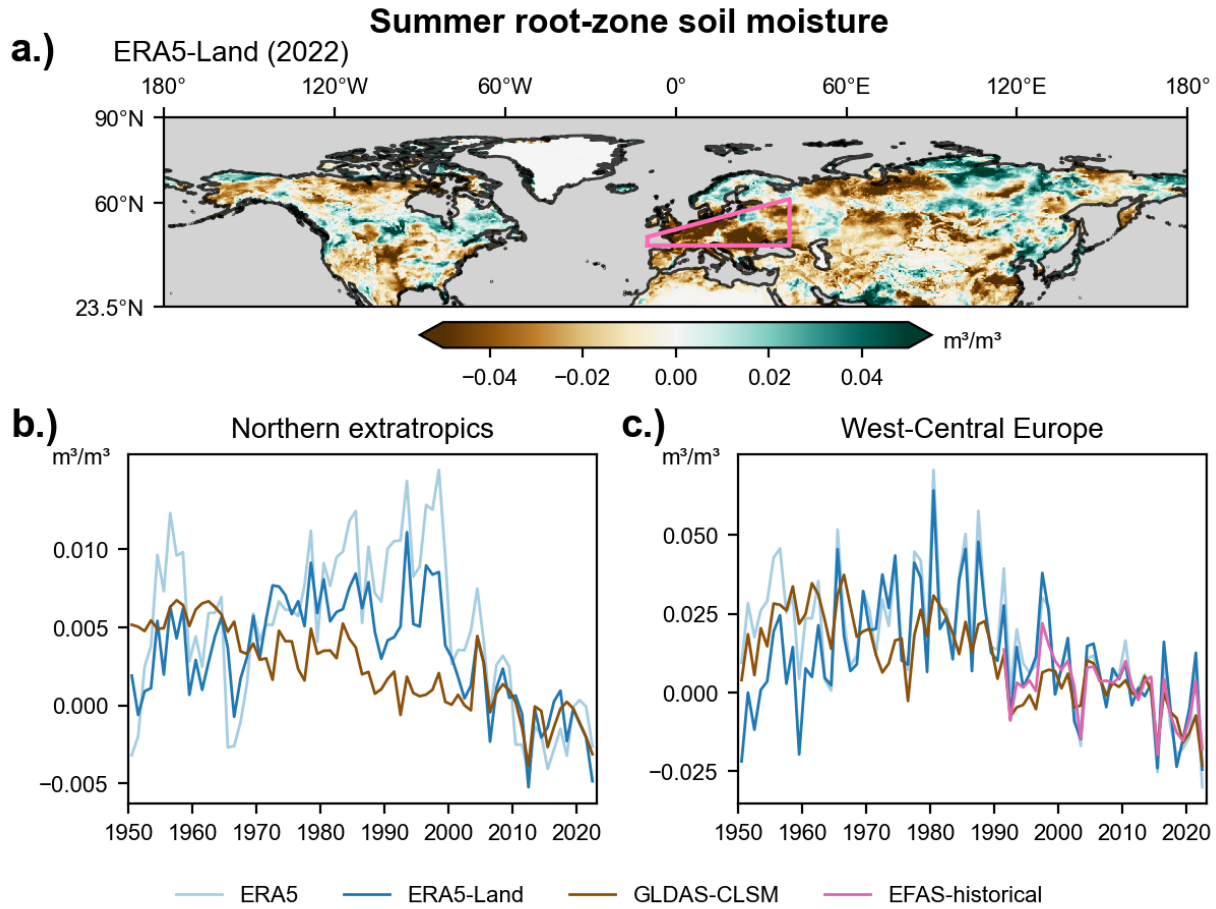 Summer root-zone soil moisture
a.)
ERA5-Land (2022)
180° 120°W 60°W 0° 60°E 120°E 180°
90°N
60°N
23.5°N
m³/m³
−0.04 −0.02 0.00 0.02 0.04
b.)
Northern extratropics
m³/m³
0.010
0.005
0.000
−0.005
1950 1960 1970 1980 1990 2000 2010 2020
c.)
West-Central Europe
m³/m³
0.050
0.025
0.000
−0.025
1950 1960 1970 1980 1990 2000 2010 2020
ERA5 ERA5-Land GLDAS-CLSM EFAS-historical